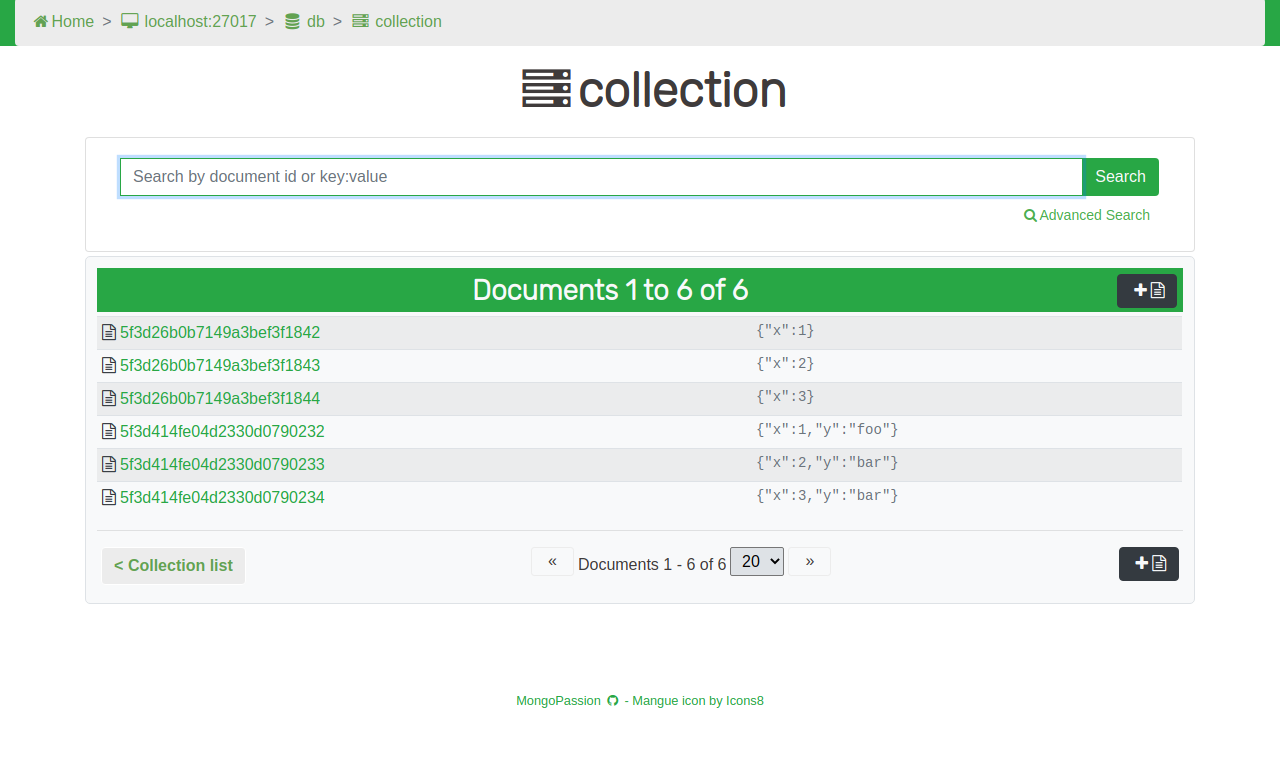 Home > localhost:27017 > db > collection
collection
Search by document id or key:value Search
Advanced Search
Documents 1 to 6 of 6
5f3d26b0b7149a3bef3f1842 {"x":1}
5f3d26b0b7149a3bef3f1843 {"x":2}
5f3d26b0b7149a3bef3f1844 {"x":3}
5f3d414fe04d2330d0790232 {"x":1,"y":"foo"}
5f3d414fe04d2330d0790233 {"x":2,"y":"bar"}
5f3d414fe04d2330d0790234 {"x":3,"y":"bar"}
< Collection list « Documents 1 - 6 of 6 20 »
MongoPassion - Mangue icon by Icons8